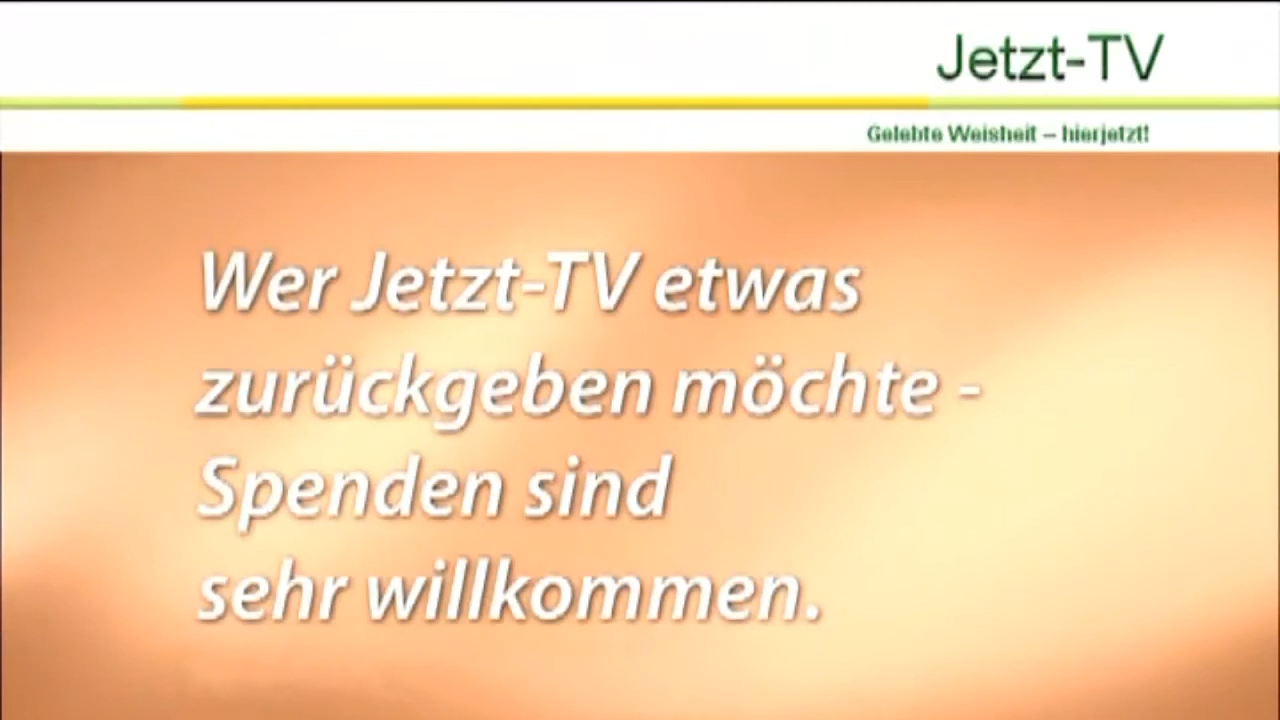 Jetzt-TV
Gelebte Weisheit – hierjetzt!
Wer Jetzt-TV etwas
zurückgeben möchte -
Spenden sind
sehr willkommen.